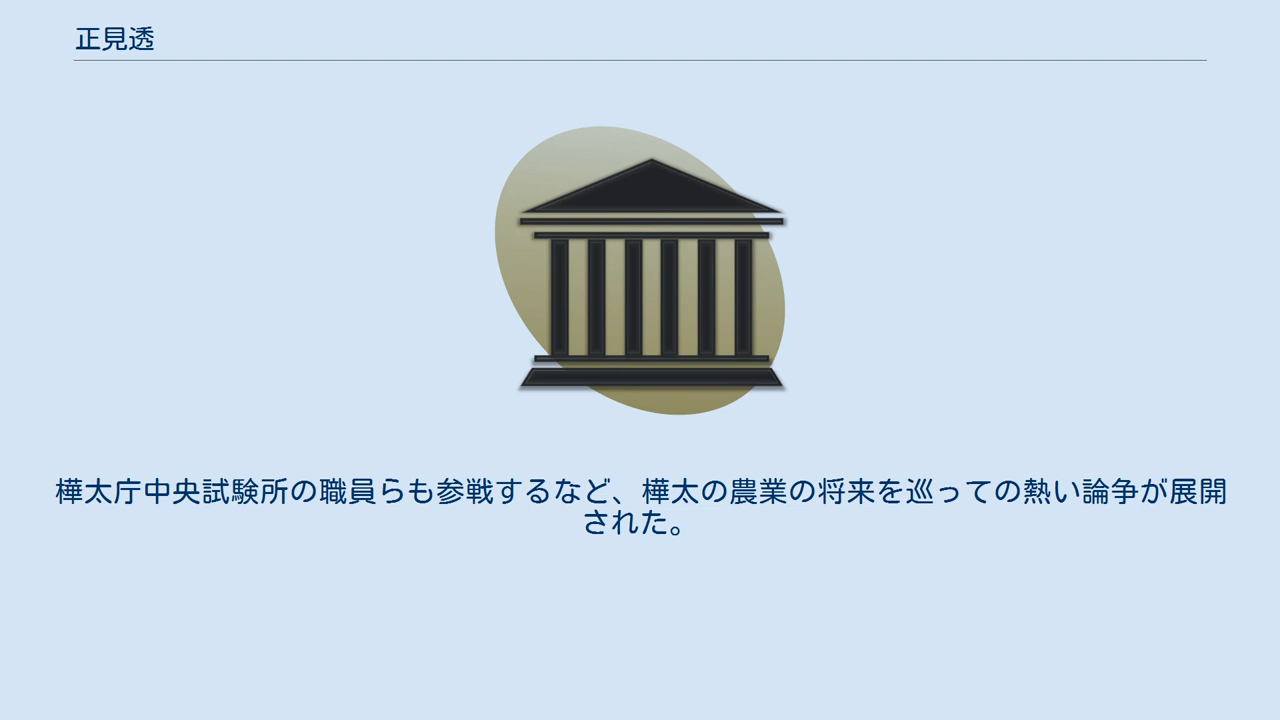 正見透
樺太庁中央試験所の職員らも参戦するなど、樺太の農業の将来を巡っての熱い論争が展開
された。